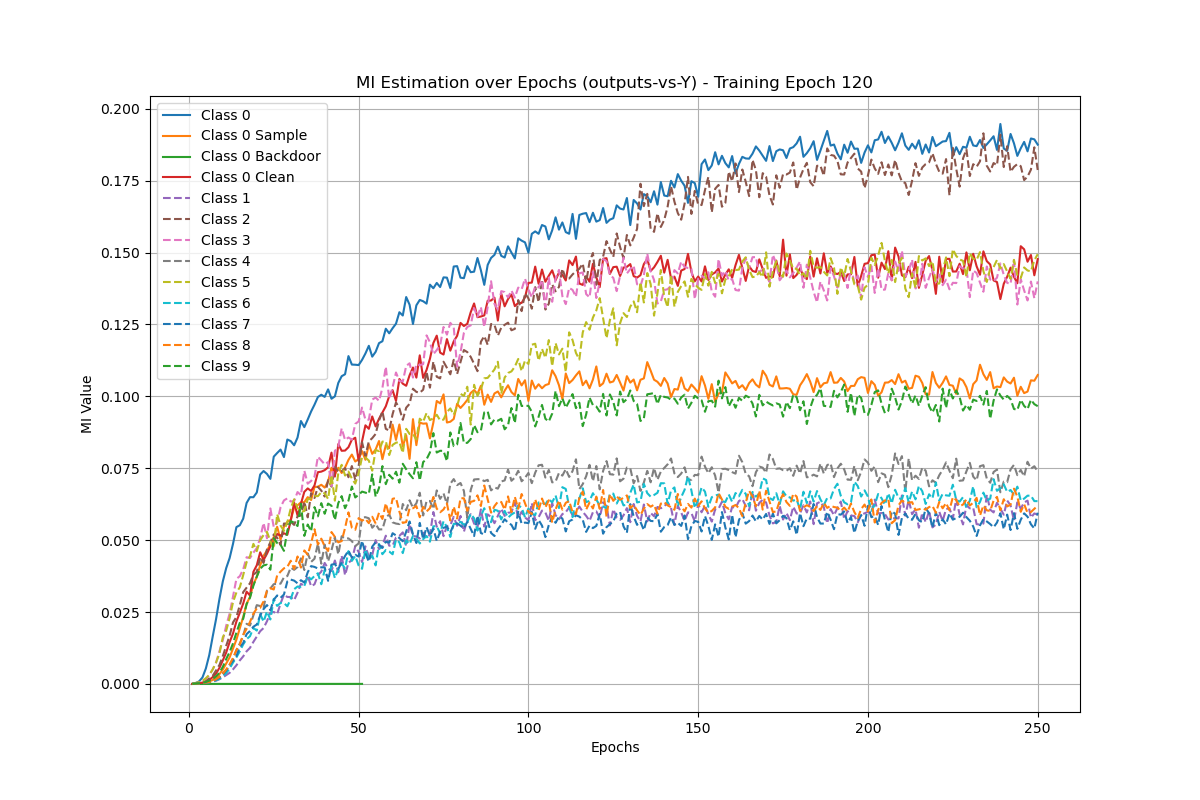 MI Estimation over Epochs (outputs-vs-Y) - Training Epoch 120
MI Value
0.200
0.175
0.150
0.125
0.100
0.075
0.050
0.025
0.000
Class 0
Class 0 Sample
Class 0 Backdoor
Class 0 Clean
Class 1
Class 2
Class 3
Class 4
Class 5
Class 6
Class 7
Class 8
Class 9
0 50 100 150 200 250
Epochs